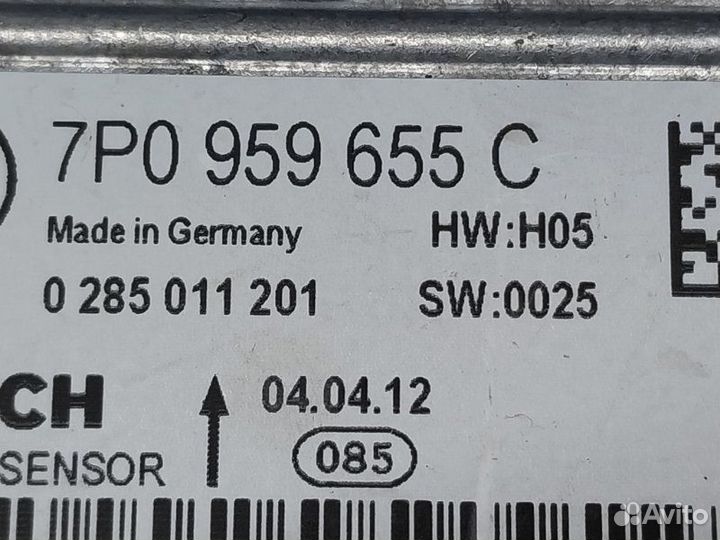 7P0 959 655 C
Made in Germany HW:H05
0 285 011 201 SW:0025
CH 04.04.12
SENSOR 085
Avito